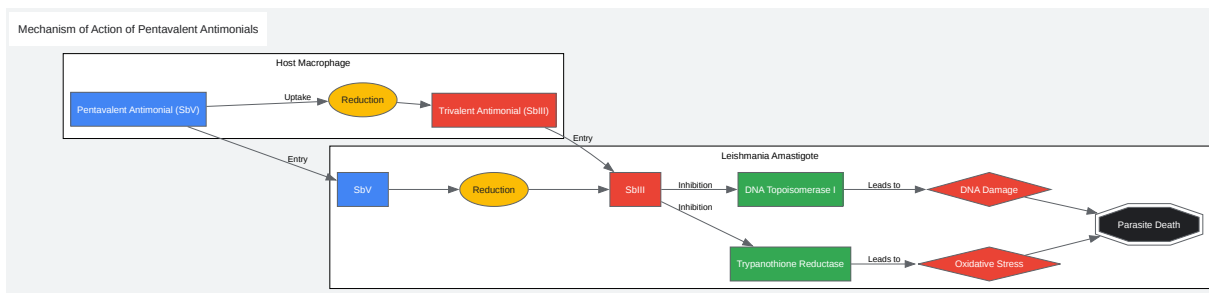 Mechanism of Action of Pentavalent Antimonials
Host Macrophage
Pentavalent Antimonial (SbV)
Uptake
Reduction
Trivalent Antimonial (SbIII)
Entry
Entry
Leishmania Amastigote
SbV
Reduction
SbIII
Inhibition
DNA Topoisomerase I
Leads to
DNA Damage
Inhibition
Parasite Death
Trypanothione Reductase
Leads to
Oxidative Stress